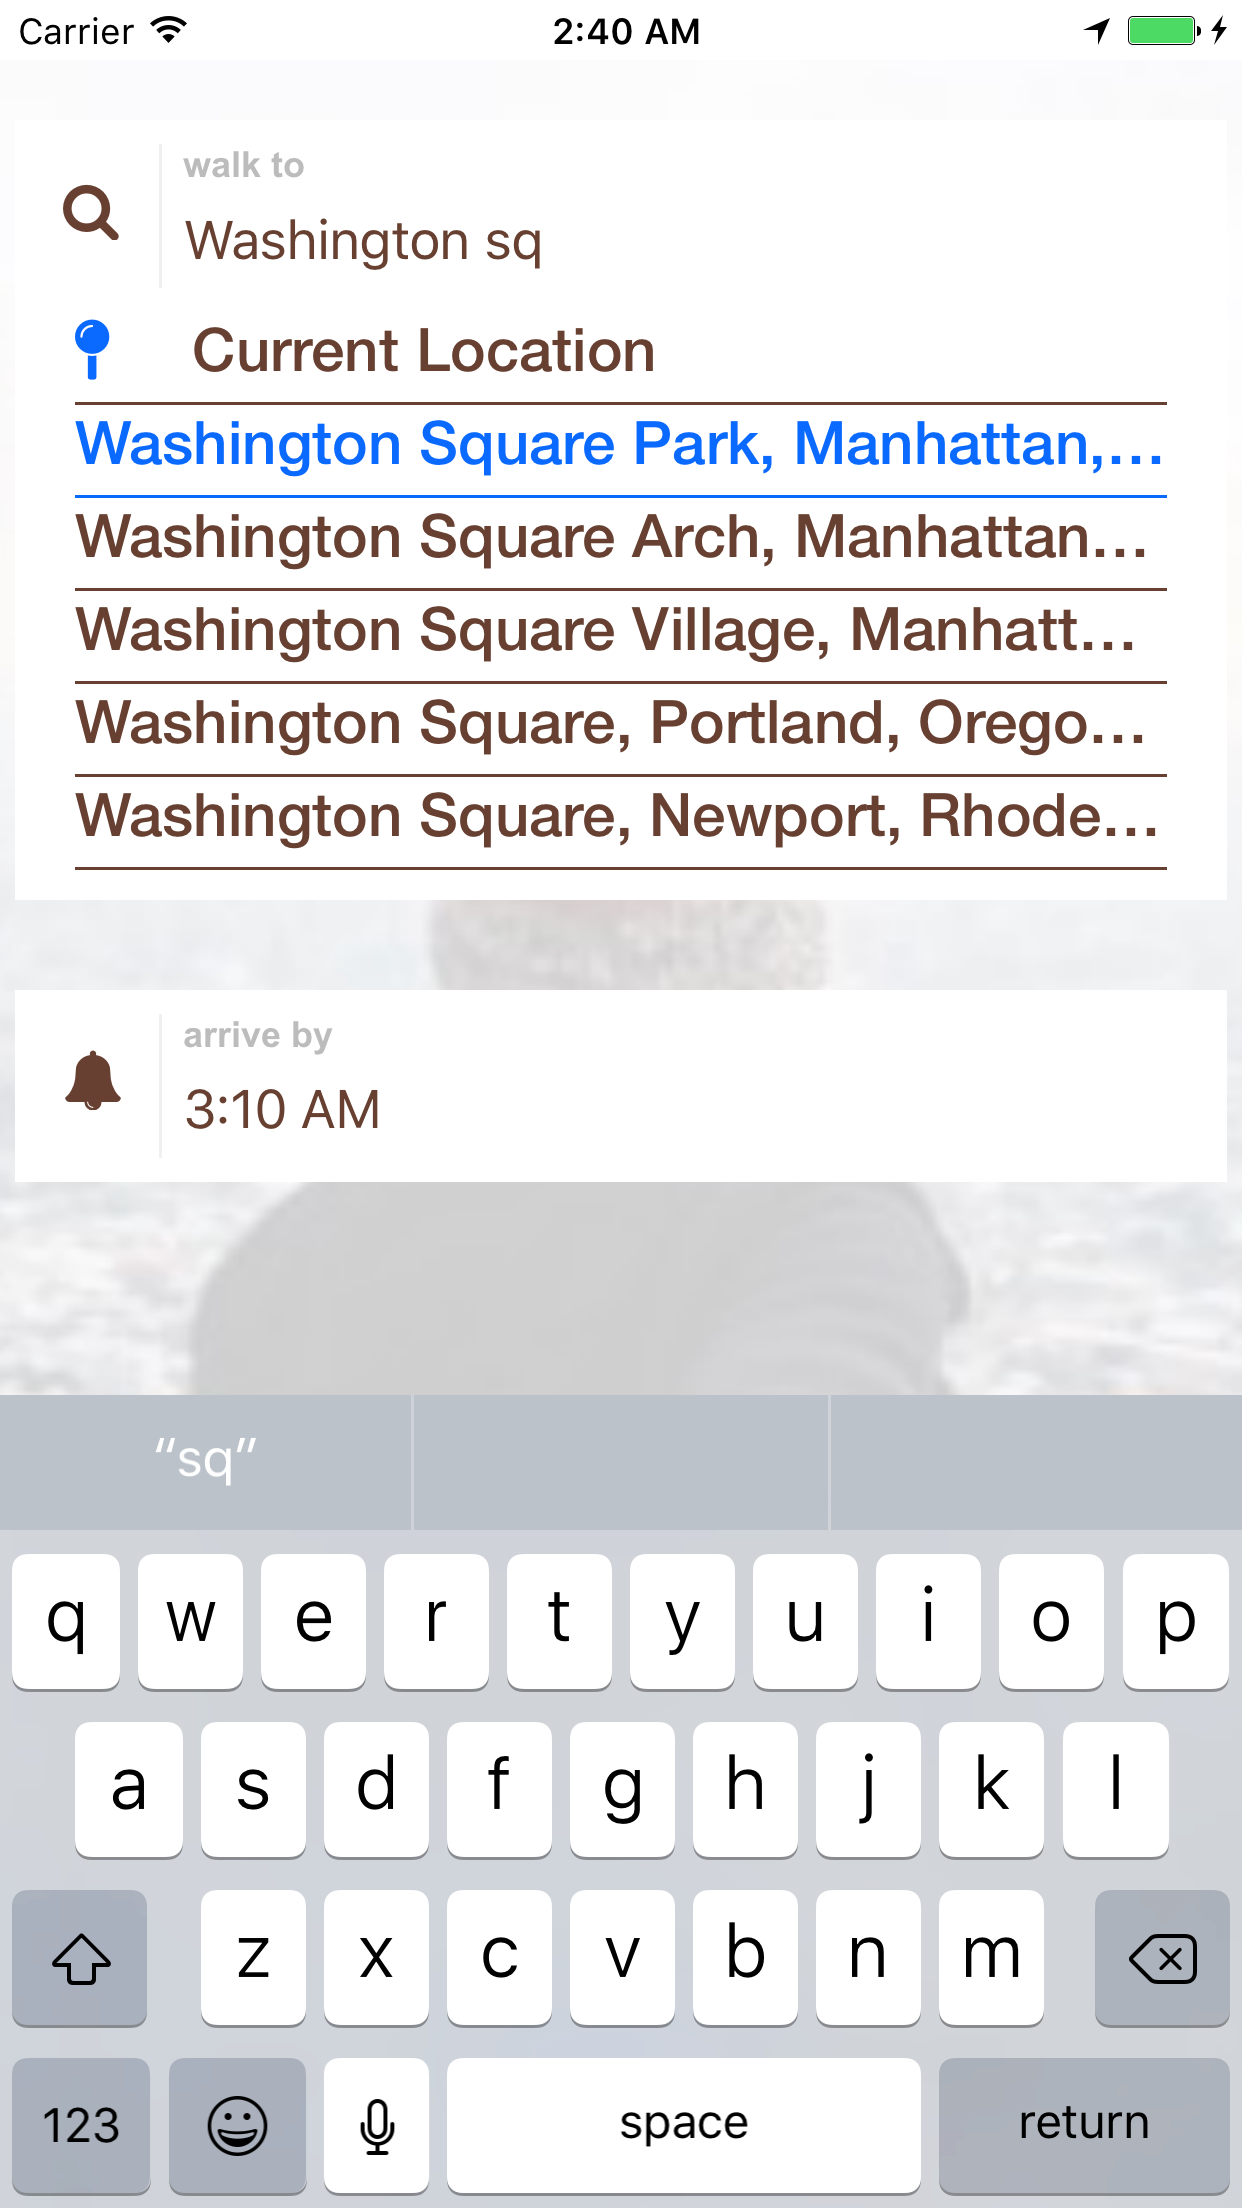 Carrier 2:40 AM
walk to
Washington sq
Current Location
Washington Square Park, Manhattan,...
Washington Square Arch, Manhattan...
Washington Square Village, Manhatt...
Washington Square, Portland, Orego...
Washington Square, Newport, Rhode...
arrive by
3:10 AM
“sq”
q w e r t y u i o p
a s d f g h j k l
z x c v b n m
123 space return